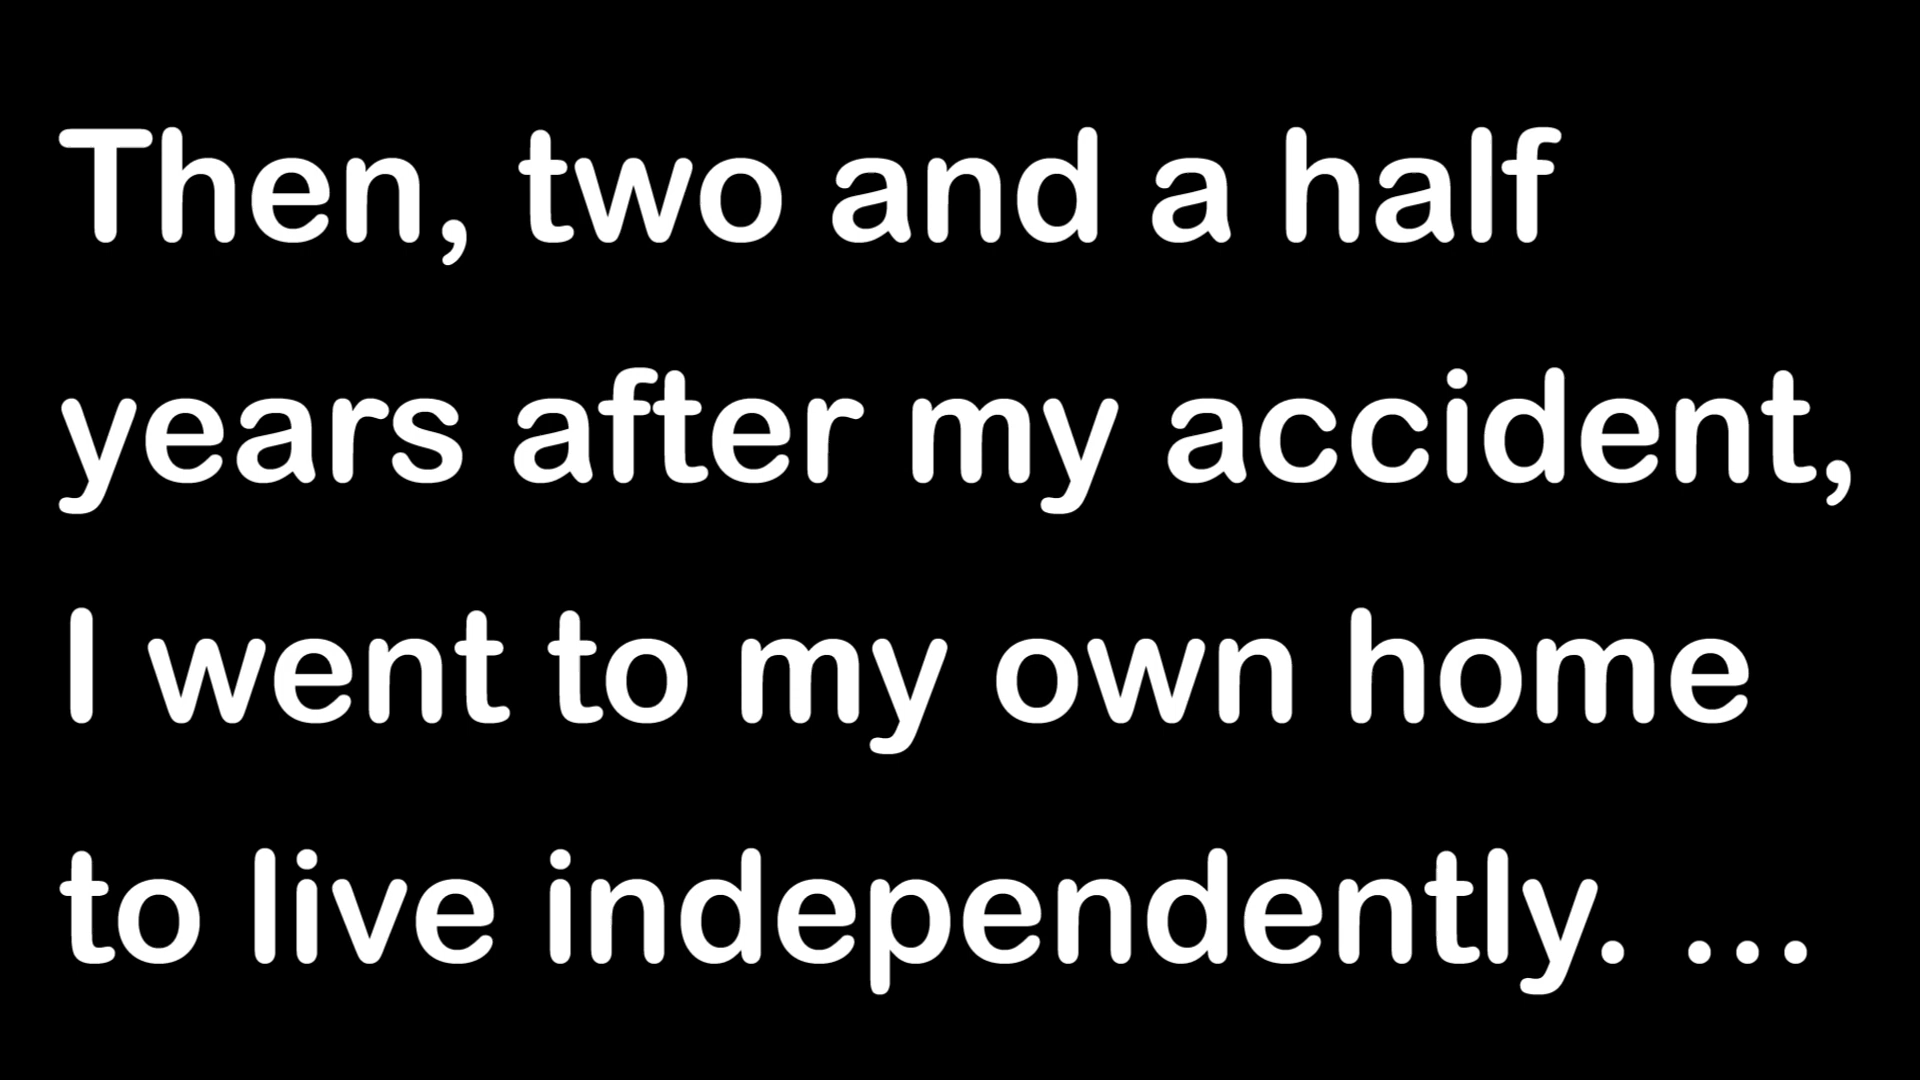 Then, two and a half
years after my accident,
I went to my own home
to live independently. ...